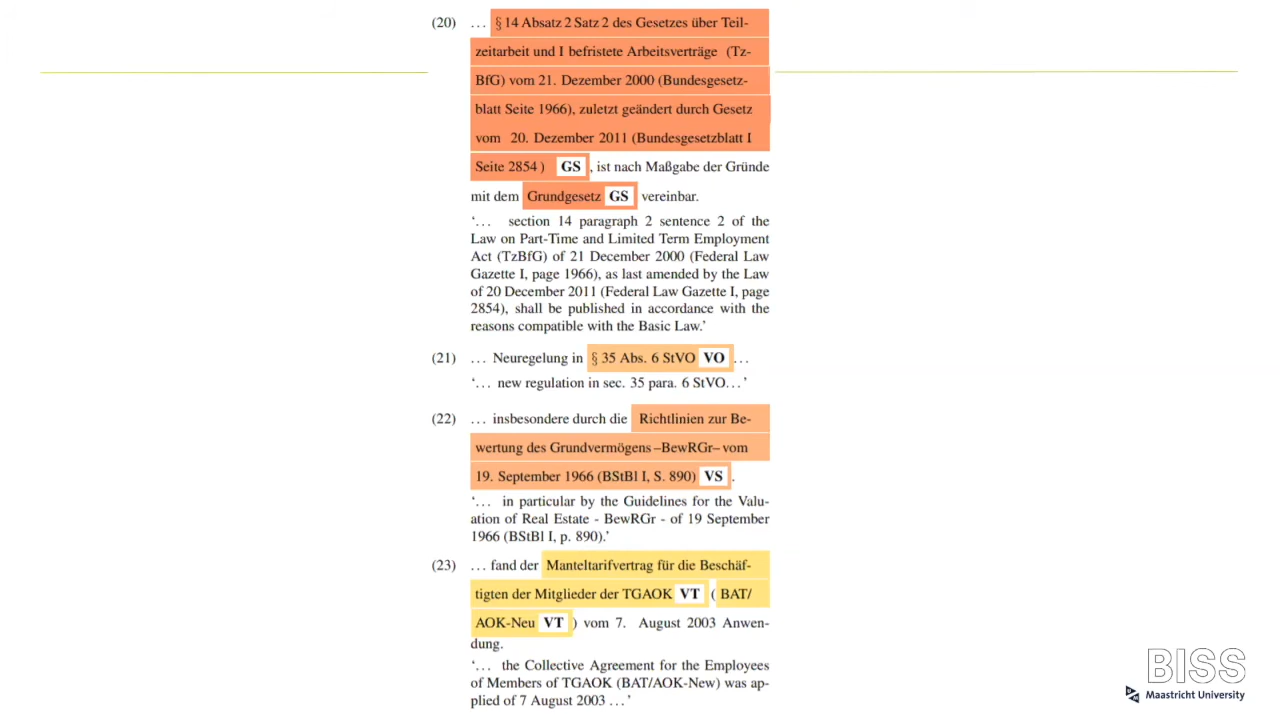 (20) ... § 14 Absatz 2 Satz 2 des Gesetzes über Teil-
zeitarbeit und I befristete Arbeitsverträge (Tz-
BfG) vom 21. Dezember 2000 (Bundesgesetz-
blatt Seite 1966), zuletzt geändert durch Gesetz
vom 20. Dezember 2011 (Bundesgesetzblatt I
Seite 2854) GS , ist nach Maßgabe der Gründe
mit dem Grundgesetz GS vereinbar.
‘... section 14 paragraph 2 sentence 2 of the
Law on Part-Time and Limited Term Employment
Act (TzBfG) of 21 December 2000 (Federal Law
Gazette I, page 1966), as last amended by the Law
of 20 December 2011 (Federal Law Gazette I, page
2854), shall be published in accordance with the
reasons compatible with the Basic Law.’
(21) ... Neuregelung in § 35 Abs. 6 StVO VO ...
‘... new regulation in sec. 35 para. 6 StVO...’
(22) ... insbesondere durch die Richtlinien zur Be-
wertung des Grundvermögens –BewRGr– vom
19. September 1966 (BStBl I, S. 890) VS .
‘... in particular by the Guidelines for the Valu-
ation of Real Estate - BewRGr - of 19 September
1966 (BStBl I, p. 890).’
(23) ... fand der Manteltarifvertrag für die Beschäf-
tigten der Mitglieder der TGAOK VT ( BAT/
AOK-Neu VT ) vom 7. August 2003 Anwen-
dung.
‘... the Collective Agreement for the Employees
of Members of TGAOK (BAT/AOK-New) was ap-
plied of 7 August 2003 ...’
BISS
Maastricht University